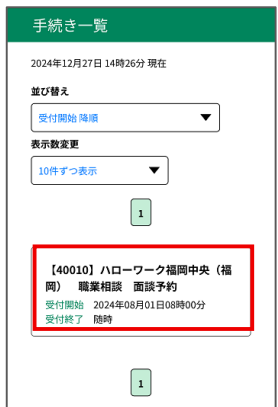 手続き一覧
2024年12月27日 14時26分 現在
並び替え
受付開始 降順
表示数変更
10件ずつ表示
1
【40010】ハローワーク福岡中央（福
岡）　職業相談　面談予約
受付開始　2024年08月01日08時00分
受付終了　随時
1